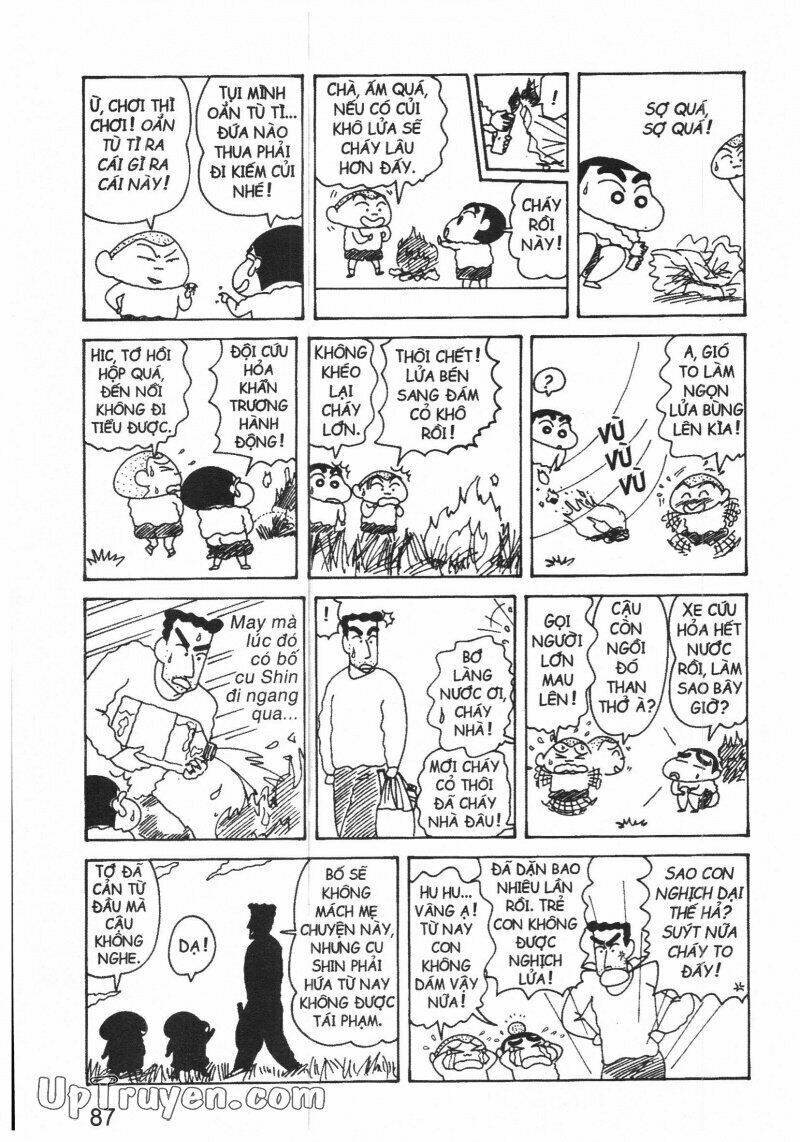 SỢ QUÁ,
SỢ QUÁ!
!
CHÁY
RỒI
NÀY!
CHÀ, ẤM QUÁ,
NẾU CÓ CỦI
KHÔ LỬA SẼ
CHÁY LÂU
HƠN ĐẤY.
TỤI MÌNH
OẲN TÙ TÌ...
ĐỨA NÀO
THUA PHẢI
ĐI KIẾM CỦI
NHÉ!
Ừ, CHƠI THÌ
CHƠI! OẲN
TÙ TÌ RA
CÁI GÌ RA
CÁI NÀY!
A, GIÓ
TO LÀM
NGỌN
LỬA BÙNG
LÊN KÌA!
?
VÙ
VÙ
VÙ
THÔI CHẾT!
LỬA BÉN
SANG ĐÁM
CỎ KHÔ
RỒI!
KHÔNG
KHÉO
LẠI
CHÁY
LỚN.
ĐỘI CỨU
HỎA
KHẨN
TRƯƠNG
HÀNH
ĐỘNG!
HIC, TỚ HỒI
HỘP QUÁ,
ĐẾN NỖI
KHÔNG ĐI
TIỂU ĐƯỢC.
XE CỨU
HỎA HẾT
NƯỚC
RỒI, LÀM
SAO BÂY
GIỜ?
CẬU
CÒN
NGỒI
ĐÓ
THAN
THỞ À?
GỌI
NGƯỜI
LỚN
MAU
LÊN!
BỚ
LÀNG
NƯỚC ƠI,
CHÁY
NHÀ!
MỚI CHÁY
CỎ THÔI
ĐÃ CHÁY
NHÀ ĐÂU!
!
May mà
lúc đó
có bố
cu Shin
đi ngang
qua...
SAO CON
NGHỊCH DẠI
THẾ HẢ?
SUÝT NỮA
CHÁY TO
ĐẤY!
ĐÃ DẶN BAO
NHIÊU LẦN
RỒI. TRẺ
CON KHÔNG
ĐƯỢC
NGHỊCH
LỬA!
HU HU...
VÂNG Ạ!
TỪ NAY
CON
KHÔNG
DÁM VẬY
NỮA!
BỐ SẼ
KHÔNG
MÁCH MẸ
CHUYỆN NÀY,
NHƯNG CU
SHIN PHẢI
HỨA TỪ NAY
KHÔNG ĐƯỢC
TÁI PHẠM.
DẠ!
TỚ ĐÃ
CẢN TỪ
ĐẦU MÀ
CẬU
KHÔNG
NGHE.
UpTruyen.com
87